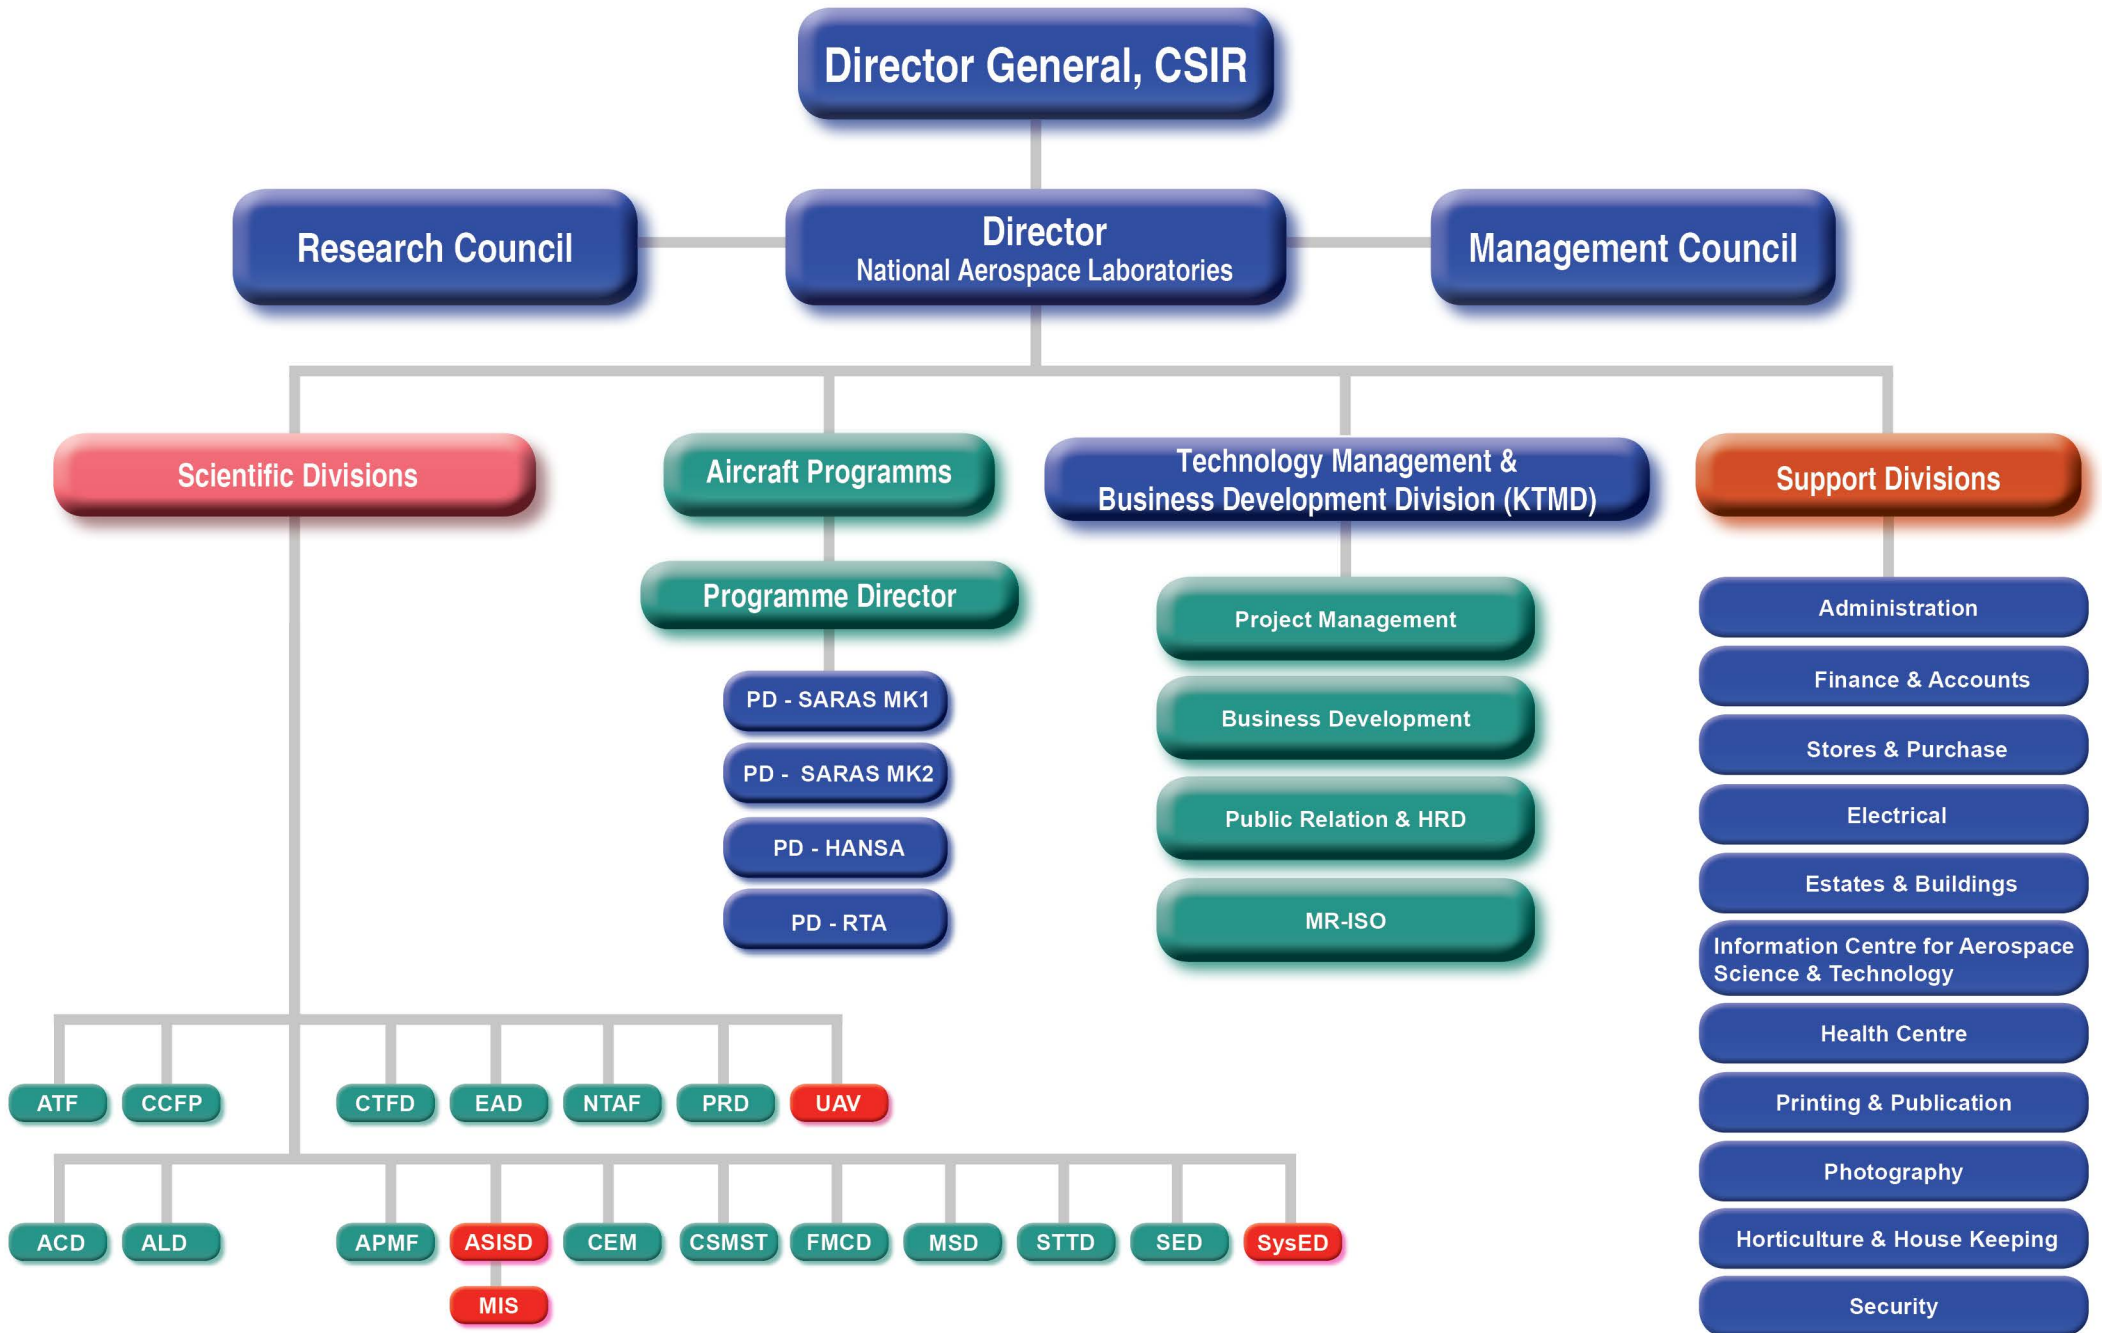 Director General, CSIR
Research Council
Director
National Aerospace Laboratories
Management Council
Scientific Divisions
Aircraft Programms
Technology Management &
Business Development Division (KTMD)
Support Divisions
Programme Director
PD - SARAS MK1
PD - SARAS MK2
PD - HANSA
PD - RTA
Project Management
Business Development
Public Relation & HRD
MR-ISO
Administration
Finance & Accounts
Stores & Purchase
Electrical
Estates & Buildings
Information Centre for Aerospace
Science & Technology
Health Centre
Printing & Publication
Photography
Horticulture & House Keeping
Security
ATF
CCFP
CTFD
EAD
NTAF
PRD
UAV
ACD
ALD
APMF
ASISD
CEM
CSMST
FMCD
MSD
STTD
SED
SysED
MIS